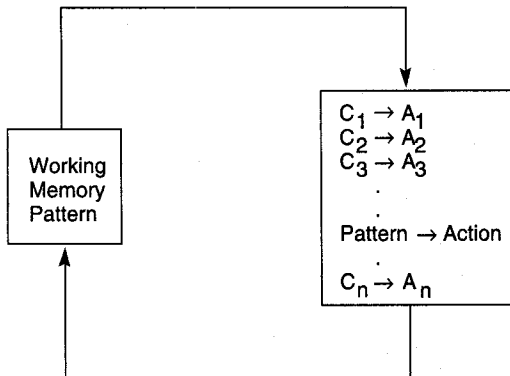 Working
Memory
Pattern
C₁ → A₁
C₂ → A₂
C₃ → A₃
.
.
Pattern → Action
.
Cₙ → Aₙ